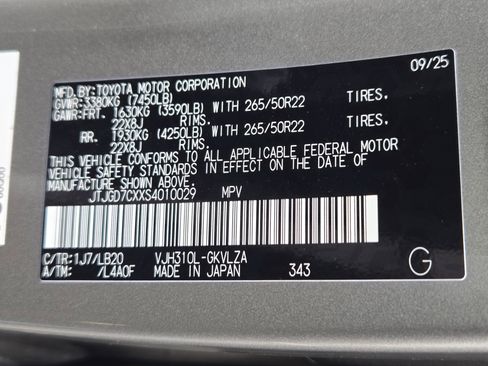 09/25
MFD.BY:TOYOTA MOTOR CORPORATION
GVWR:3380KG (7450LB)
GAWR:FRT. 1630KG (3590LB) WITH 265/50R22 TIRES.
22X8J RIMS.
RR. 1930KG (4250LB) WITH 265/50R22 TIRES.
22X8J RIMS.
THIS VEHICLE CONFORMS TO ALL APPLICABLE FEDERAL MOTOR
VEHICLE SAFETY STANDARDS IN EFFECT ON THE DATE OF
MANUFACTURE SHOWN ABOVE.
JTJGD7CXXS4010029 MPV
C/TR:1J7/LB20 VJH310L-GKVLZA
A/TM: /L4A0F MADE IN JAPAN 343 G